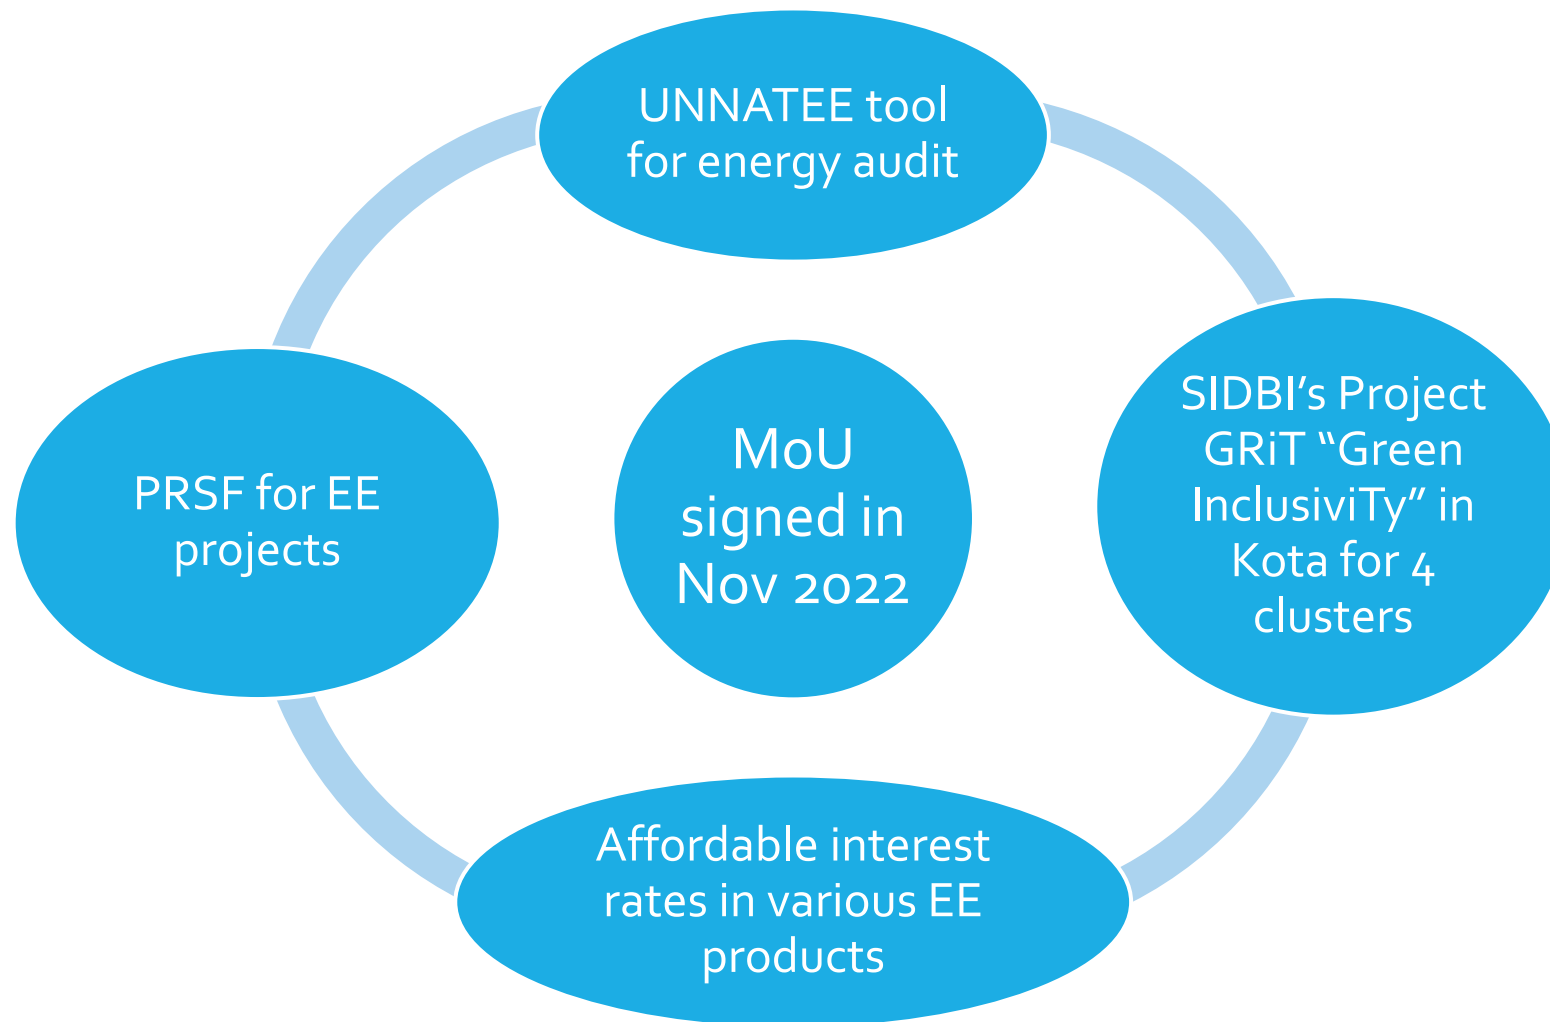 UNNATEE tool
for energy audit
SIDBI’s Project
GRiT “Green
InclusiviTy” in
Kota for 4
clusters
Affordable interest
rates in various EE
products
PRSF for EE
projects
MoU
signed in
Nov 2022